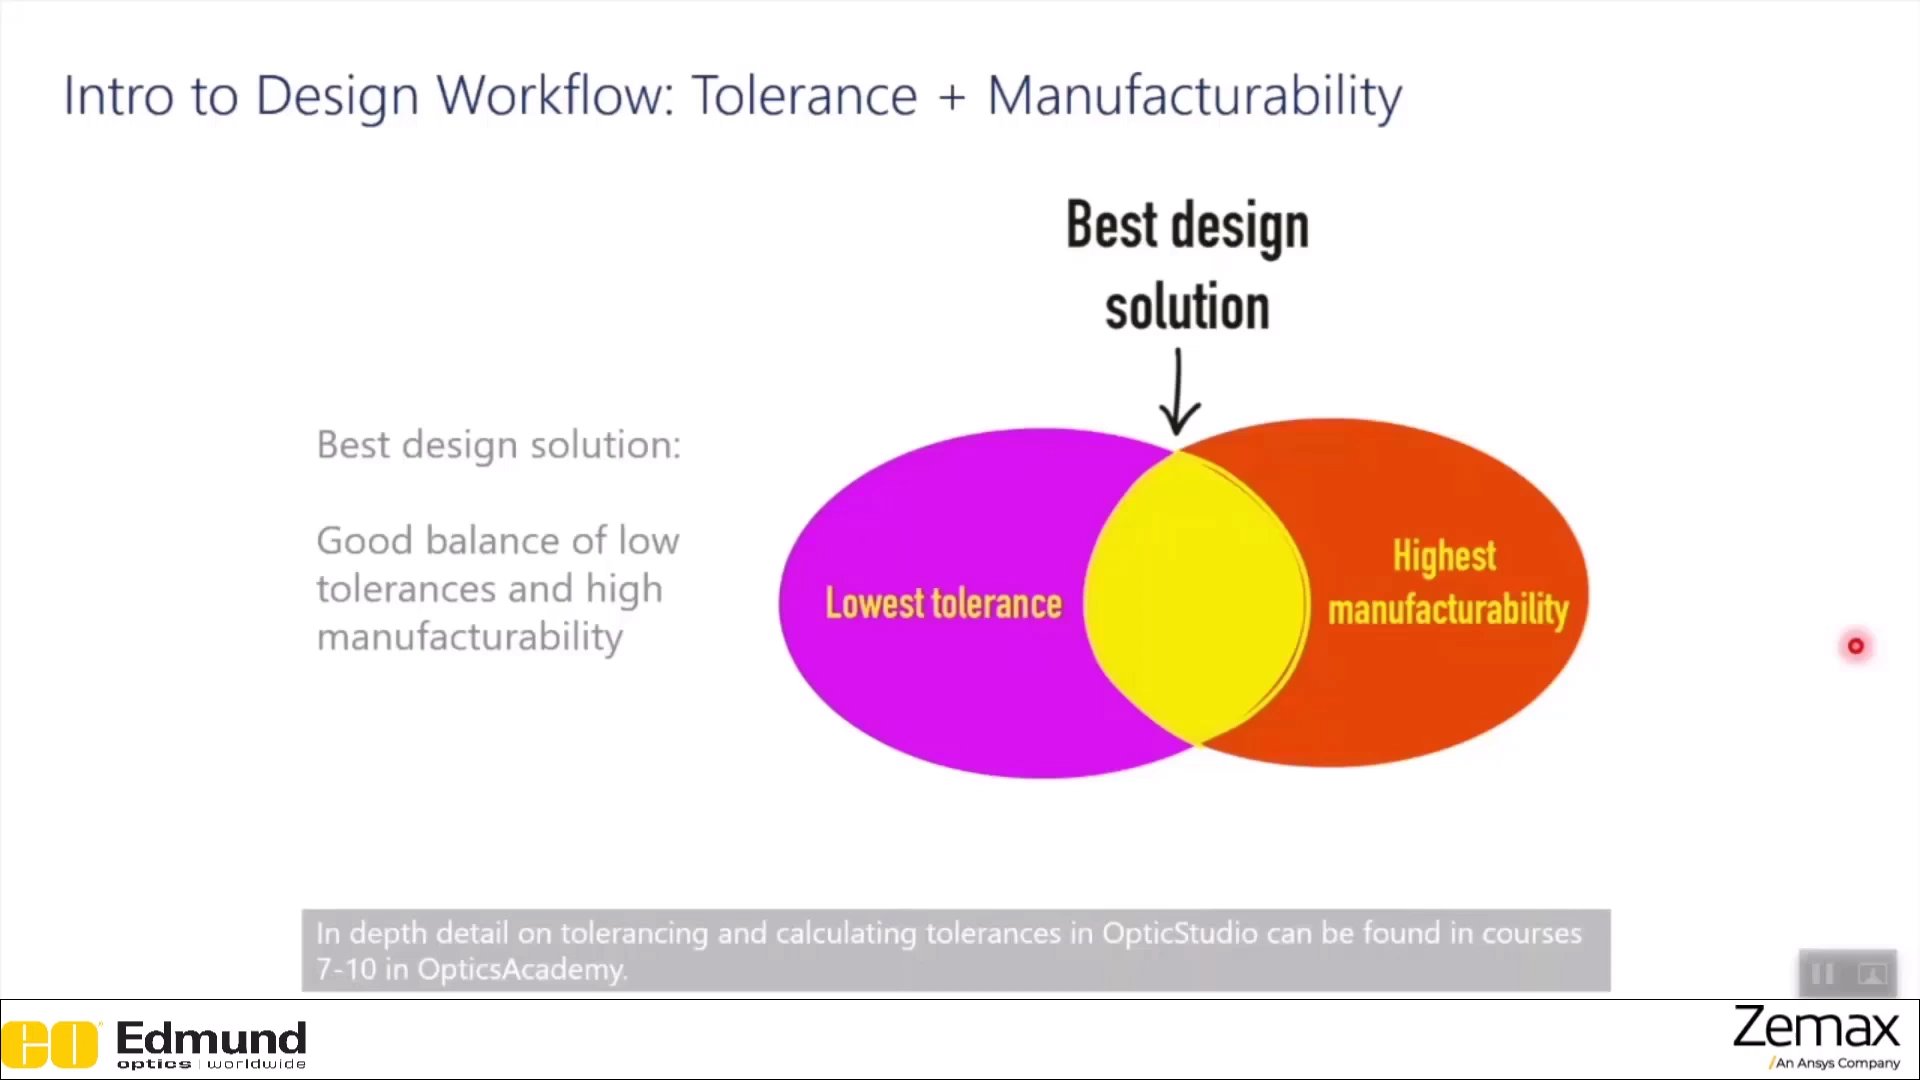 Intro to Design Workflow: Tolerance + Manufacturability
Best design
solution
Best design solution:
Good balance of low
tolerances and high
manufacturability
Lowest tolerance
Highest
manufacturability
In depth detail on tolerancing and calculating tolerances in OpticStudio can be found in courses
7-10 in OpticsAcademy.
EO Edmund
optics | worldwide
Zemax
/An Ansys Company